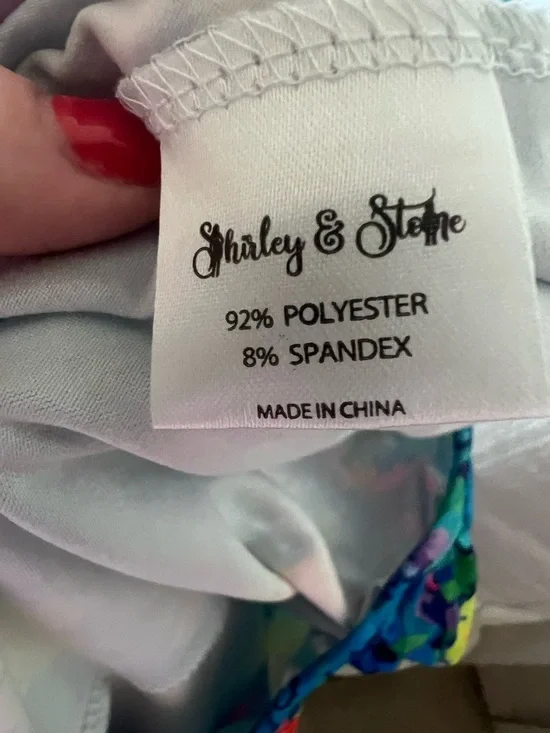 Shirley & Stone
92% POLYESTER
8% SPANDEX
MADE IN CHINA